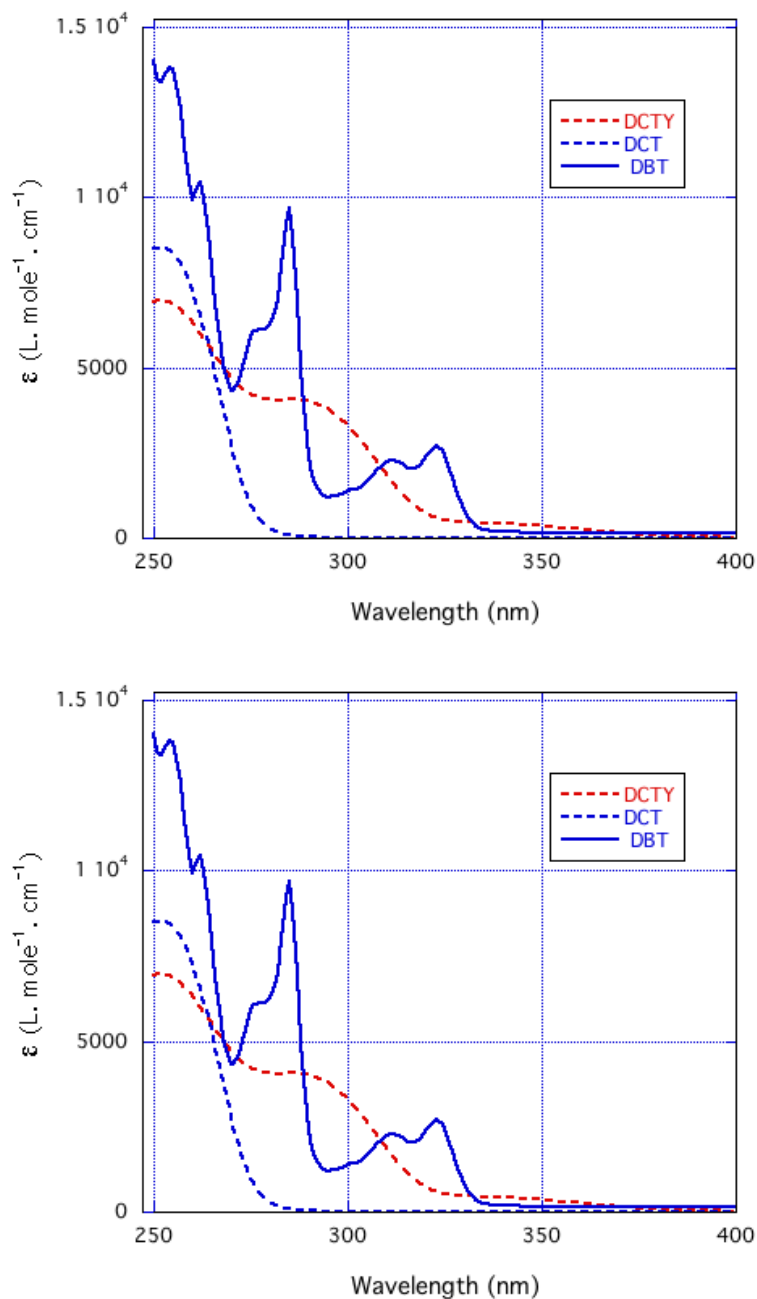 1.5 10⁴
DCTY
DCT
DBT
1 10⁴
ε (L. mole⁻¹. cm⁻¹)
5000
0
250 300 350 400
Wavelength (nm)
1.5 10⁴
DCTY
DCT
DBT
1 10⁴
ε (L. mole⁻¹. cm⁻¹)
5000
0
250 300 350 400
Wavelength (nm)